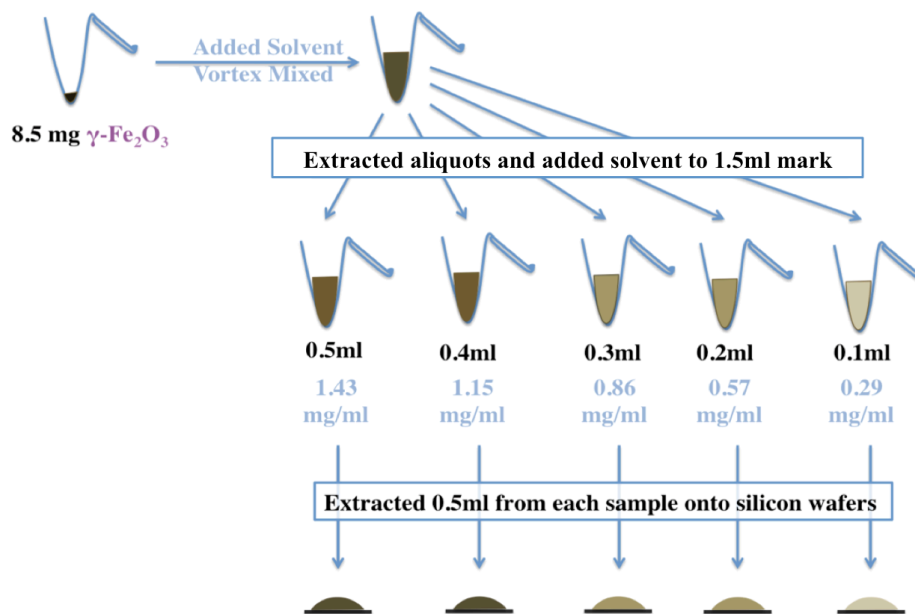 Added Solvent
Vortex Mixed
8.5 mg γ-Fe₂O₃
Extracted aliquots and added solvent to 1.5ml mark
0.5ml 0.4ml 0.3ml 0.2ml 0.1ml
1.43 1.15 0.86 0.57 0.29
mg/ml mg/ml mg/ml mg/ml mg/ml
Extracted 0.5ml from each sample onto silicon wafers